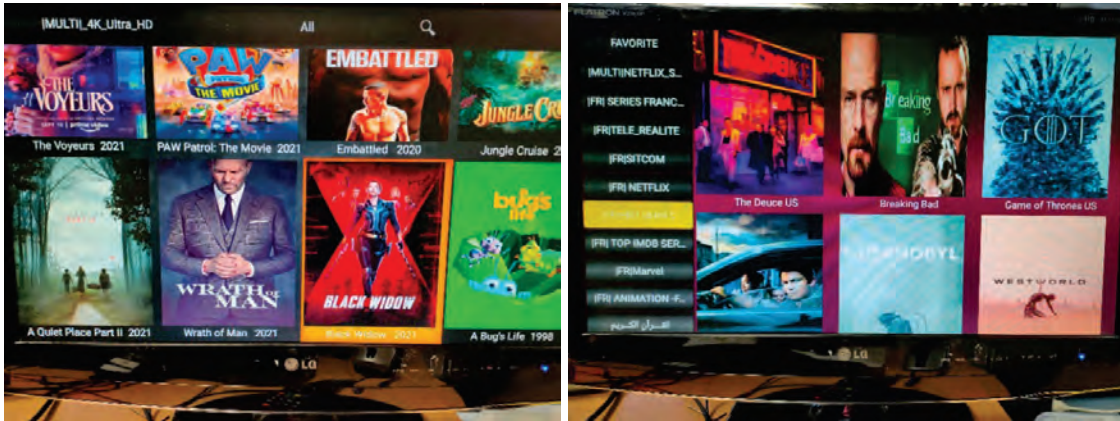 |MULTI|_4K_Ultra_HD
All
THE
VOYEURS
prime video
PAW
PATROL
THE MOVIE
EMBATTLED
JUNGLE CRU
The Voyeurs 2021
PAW Patrol: The Movie 2021
Embattled 2020
Jungle Cruise 2
WRATH OF
MAN
BLACK WIDOW
bug's
life
A Quiet Place Part II 2021
Wrath of Man 2021
Black Widow 2021
A Bug's Life 1998
LG
FAVORITE
|MULTI|NETFLIX_S...
|FR| SERIES FRANC...
|FR|TELE_REALITE
|FR|SITCOM
|FR| NETFLIX
|FR| TOP IMDB SER...
|FR|Marvel
|FR| ANIMATION -F...
القرآن الكريم
Breaking
Bad
GOT
The Deuce US
Breaking Bad
Game of Thrones US
WESTWORLD
LG